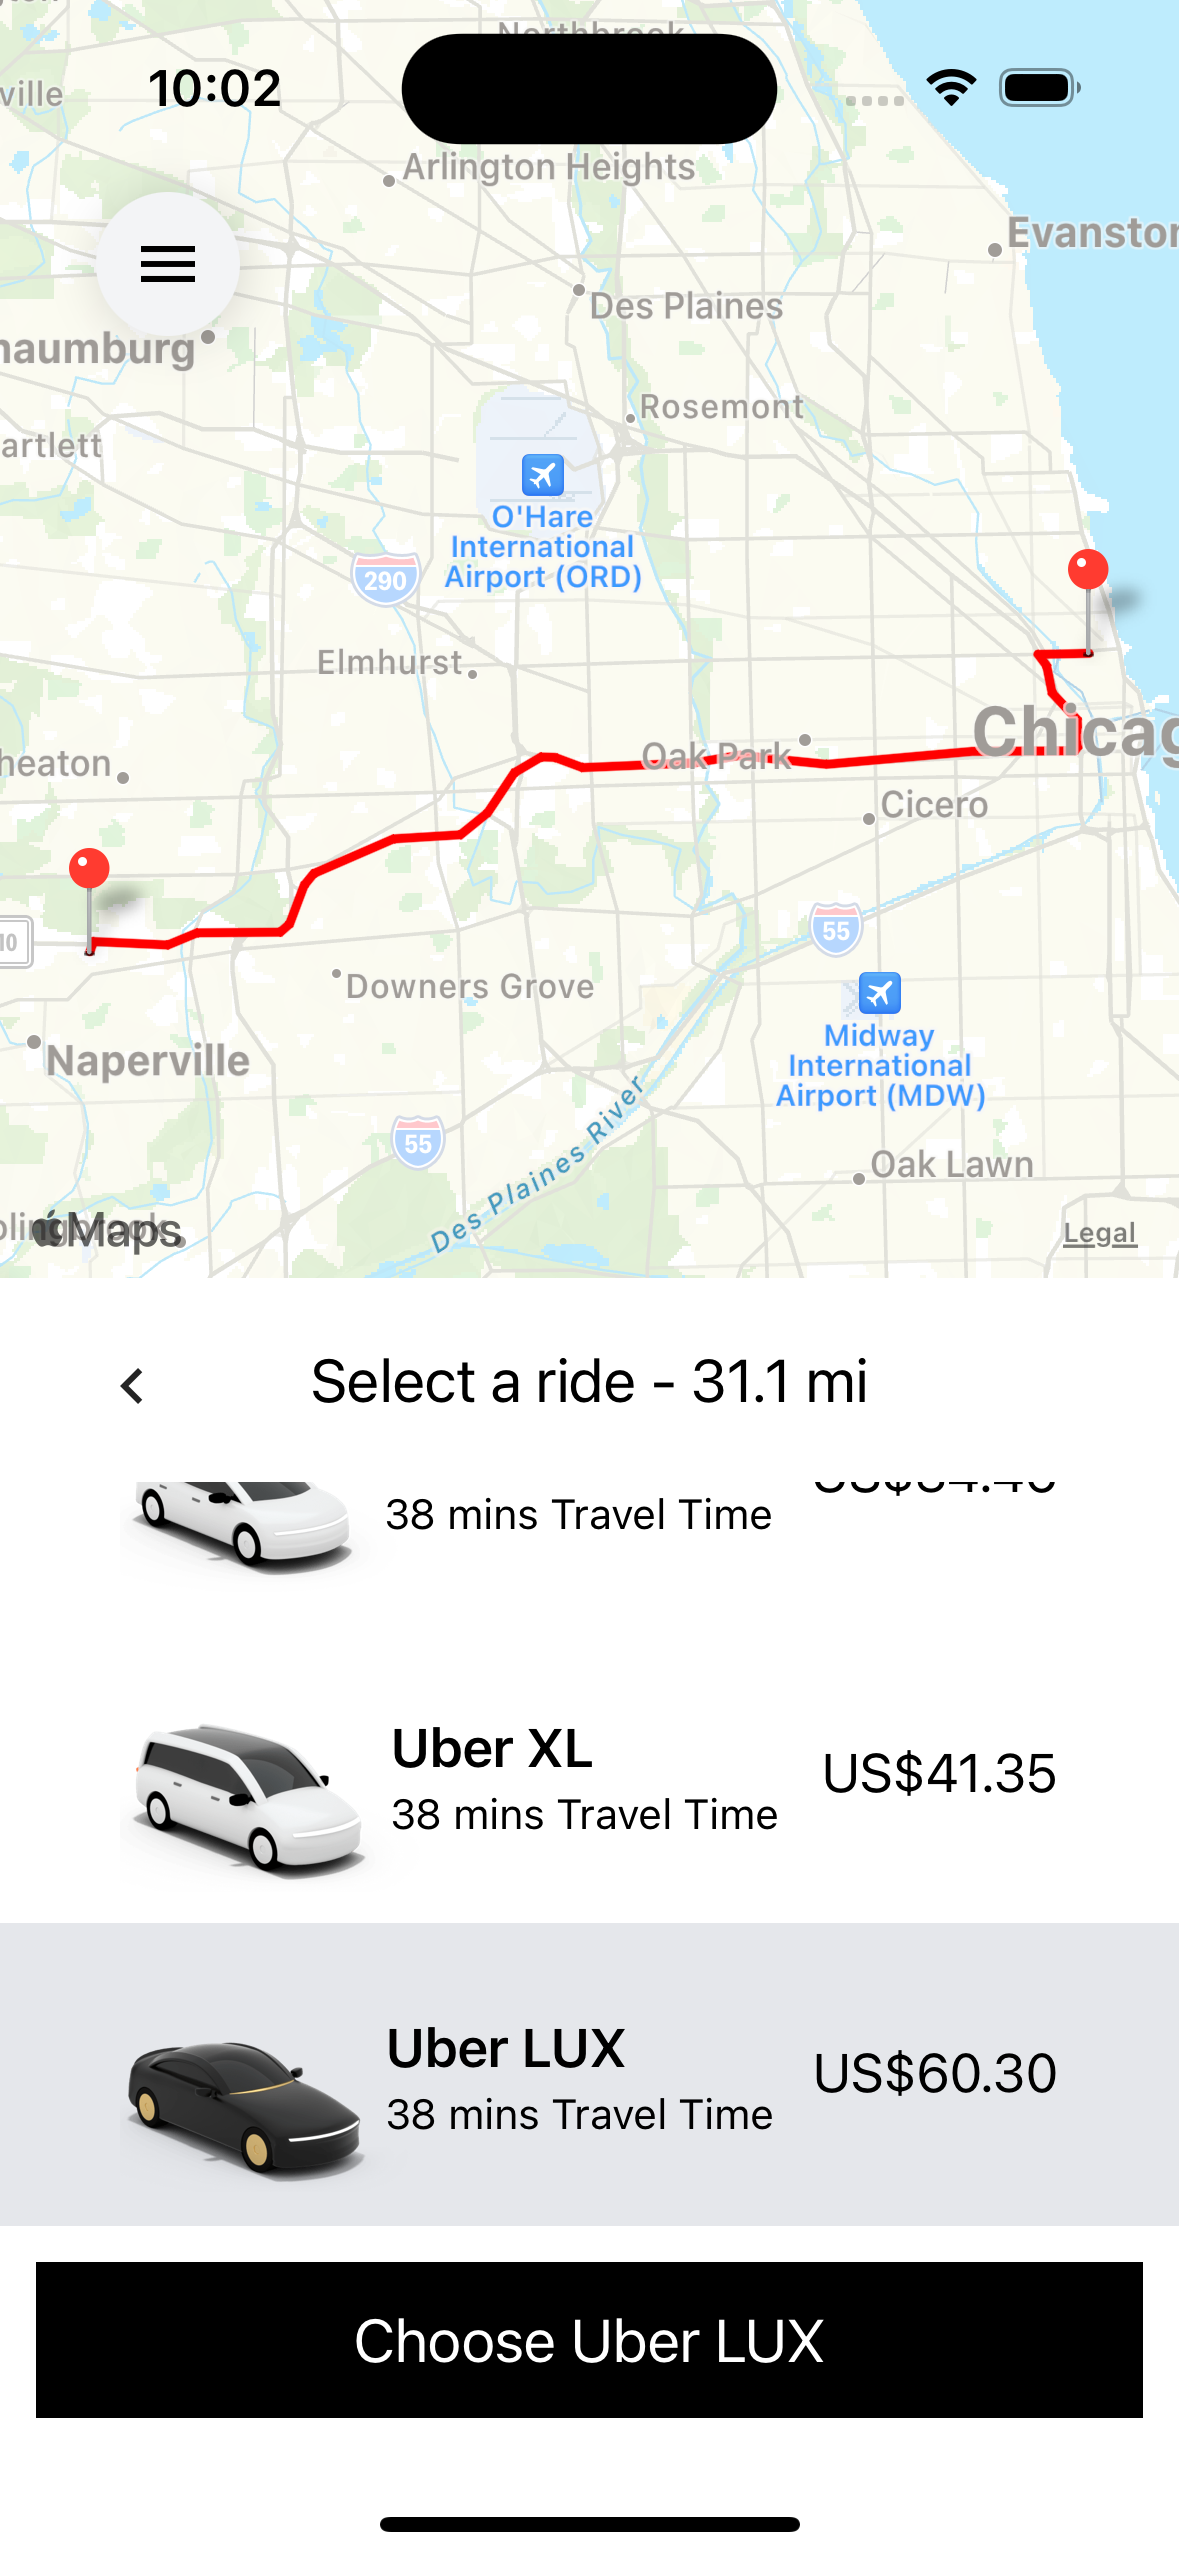 10:02
ville
Arlington Heights
Evanston
Des Plaines
haumburg
Rosemont
artlett
O'Hare
International
Airport (ORD)
290
Elmhurst
Chicag
Oak Park
heaton
Cicero
55
10
Downers Grove
Midway
International
Airport (MDW)
Naperville
55
Des Plaines River
Oak Lawn
Maps
Legal
Select a ride - 31.1 mi
38 mins Travel Time
Uber XL
US$41.35
38 mins Travel Time
Uber LUX
US$60.30
38 mins Travel Time
Choose Uber LUX